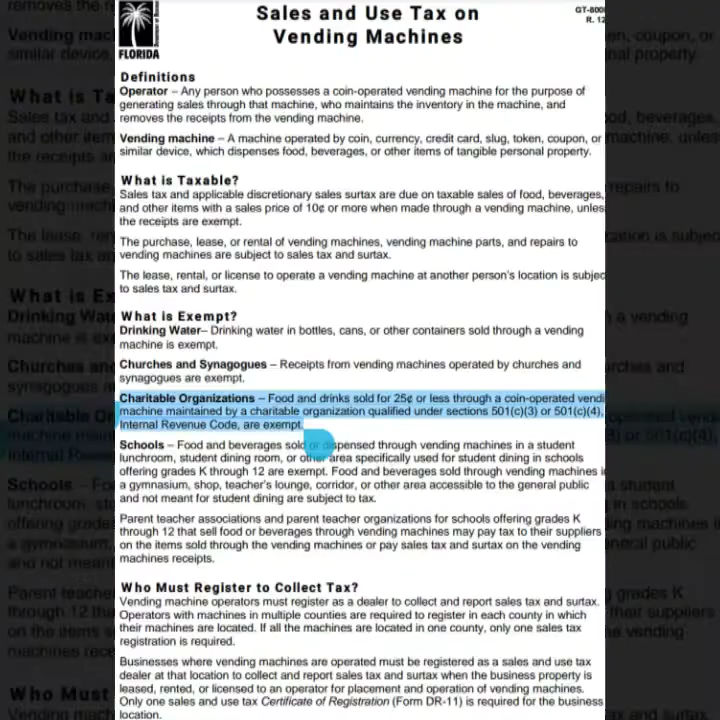 FLORIDA
Sales and Use Tax on
Vending Machines
R. 12
Definitions
Operator – Any person who possesses a coin-operated vending machine for the purpose of
generating sales through that machine, who maintains the inventory in the machine, and
removes the receipts from the vending machine.
Vending machine – A machine operated by coin, currency, credit card, slug, token, coupon, or
similar device, which dispenses food, beverages, or other items of tangible personal property.
What is Taxable?
Sales tax and applicable discretionary sales surtax are due on taxable sales of food, beverages,
and other items with a sales price of 10¢ or more when made through a vending machine, unles
the receipts are exempt.
The purchase, lease, or rental of vending machines, vending machine parts, and repairs to
vending machines are subject to sales tax and surtax.
The lease, rental, or license to operate a vending machine at another person's location is subjec
to sales tax and surtax.
What is Exempt?
Drinking Water– Drinking water in bottles, cans, or other containers sold through a vending
machine is exempt.
Churches and Synagogues – Receipts from vending machines operated by churches and
synagogues are exempt.
Charitable Organizations – Food and drinks sold for 25¢ or less through a coin-operated vendi
machine maintained by a charitable organization qualified under sections 501(c)(3) or 501(c)(4),
Internal Revenue Code, are exempt.
Schools – Food and beverages sold or dispensed through vending machines in a student
lunchroom, student dining room, or other area specifically used for student dining in schools
offering grades K through 12 are exempt. Food and beverages sold through vending machines i
a gymnasium, shop, teacher's lounge, corridor, or other area accessible to the general public
and not meant for student dining are subject to tax.
Parent teacher associations and parent teacher organizations for schools offering grades K
through 12 that sell food or beverages through vending machines may pay tax to their suppliers
on the items sold through the vending machines or pay sales tax and surtax on the vending
machines receipts.
Who Must Register to Collect Tax?
Vending machine operators must register as a dealer to collect and report sales tax and surtax.
Operators with machines in multiple counties are required to register in each county in which
their machines are located. If all the machines are located in one county, only one sales tax
registration is required.
Businesses where vending machines are operated must be registered as a sales and use tax
dealer at that location to collect and report sales tax and surtax when the business property is
leased, rented, or licensed to an operator for placement and operation of vending machines.
Only one sales and use tax Certificate of Registration (Form DR-11) is required for the business
location.